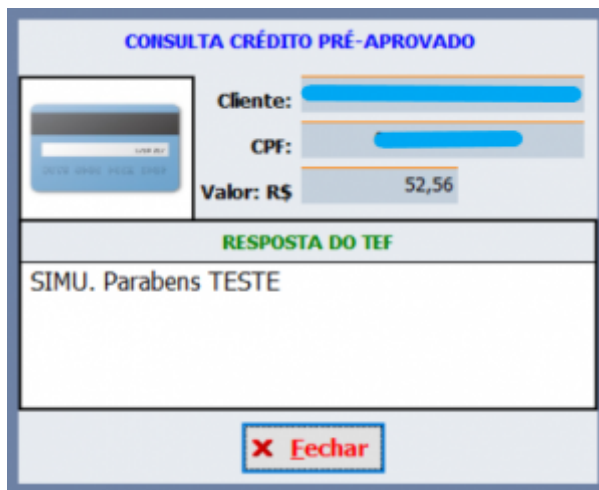 CONSULTA CRÉDITO PRÉ-APROVADO
Cliente:
CPF:
Valor: R$ 52,56
RESPOSTA DO TEF
SIMU. Parabens TESTE
X Fechar